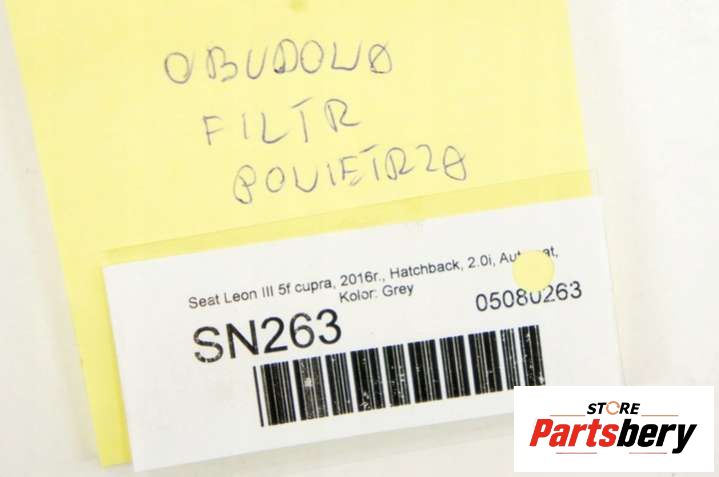 OBUDOWA
FILTR
POWIETRZA
Seat Leon III 5f cupra, 2016r., Hatchback, 2.0i,
Kolor: Grey
05080263
SN263
STORE
Partsbery